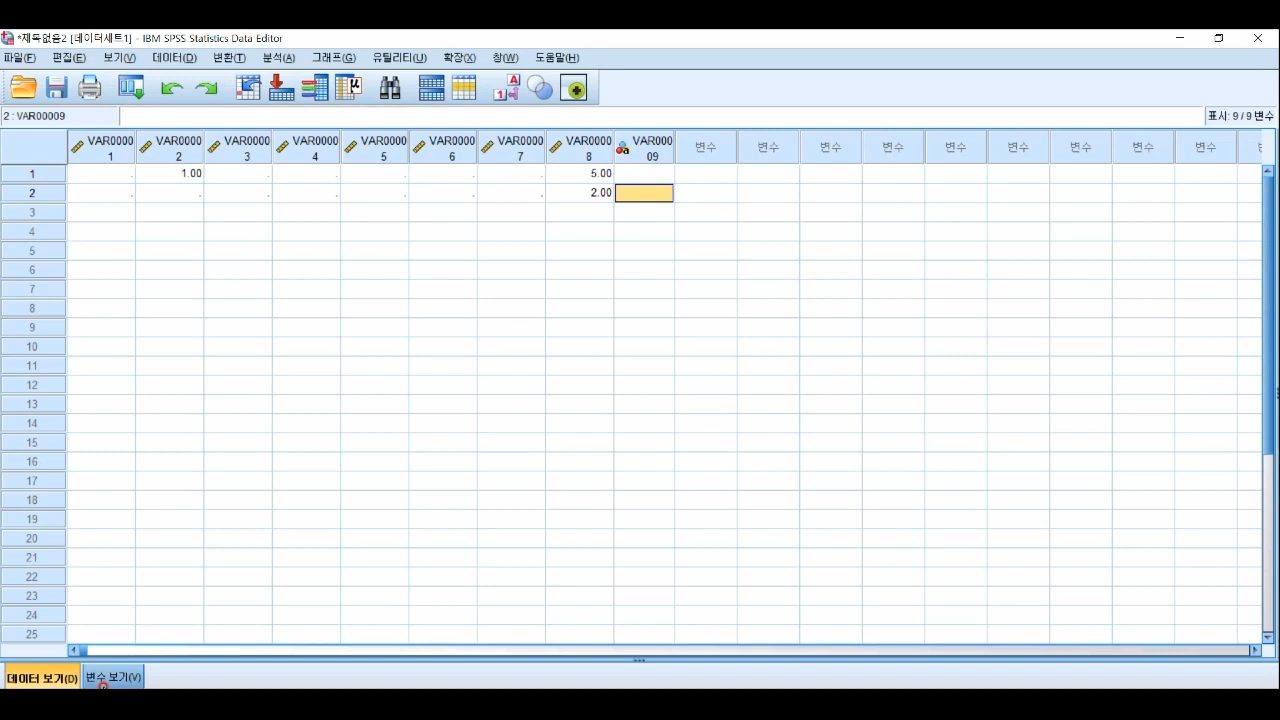 *제목없음2 [데이터세트1] - IBM SPSS Statistics Data Editor
파일(F) 편집(E) 보기(V) 데이터(D) 변환(T) 분석(A) 그래프(G) 유틸리티(U) 확장(X) 창(W) 도움말(H)
2 : VAR00009
표시: 9 / 9 변수
VAR00001 VAR00002 VAR00003 VAR00004 VAR00005 VAR00006 VAR00007 VAR00008 VAR00009 변수 변수 변수 변수 변수 변수 변수 변수 변수
1 . 1.00 . . . . . 5.00
2 . . . . . . . 2.00
3
4
5
6
7
8
9
10
11
12
13
14
15
16
17
18
19
20
21
22
23
24
25
데이터 보기(D) 변수 보기(V)